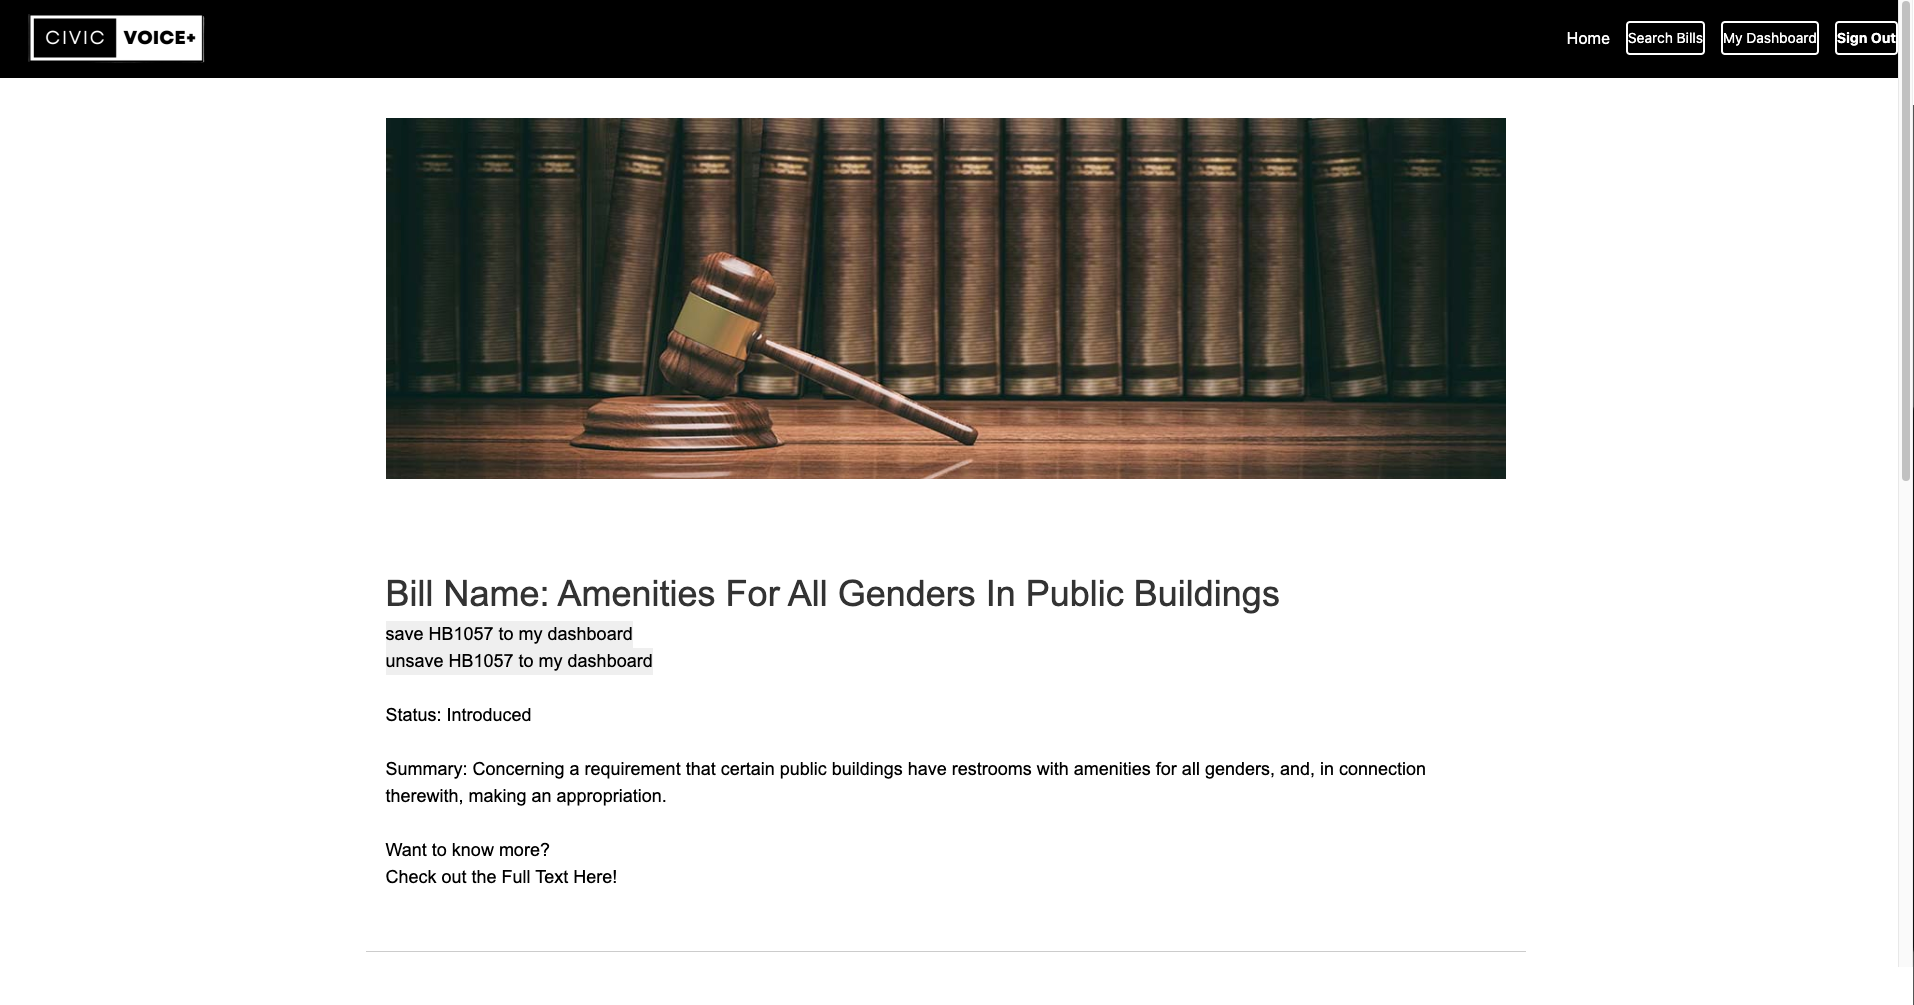 CIVIC VOICE+
Home Search Bills My Dashboard Sign Out
Bill Name: Amenities For All Genders In Public Buildings
save HB1057 to my dashboard
unsave HB1057 to my dashboard
Status: Introduced
Summary: Concerning a requirement that certain public buildings have restrooms with amenities for all genders, and, in connection
therewith, making an appropriation.
Want to know more?
Check out the Full Text Here!